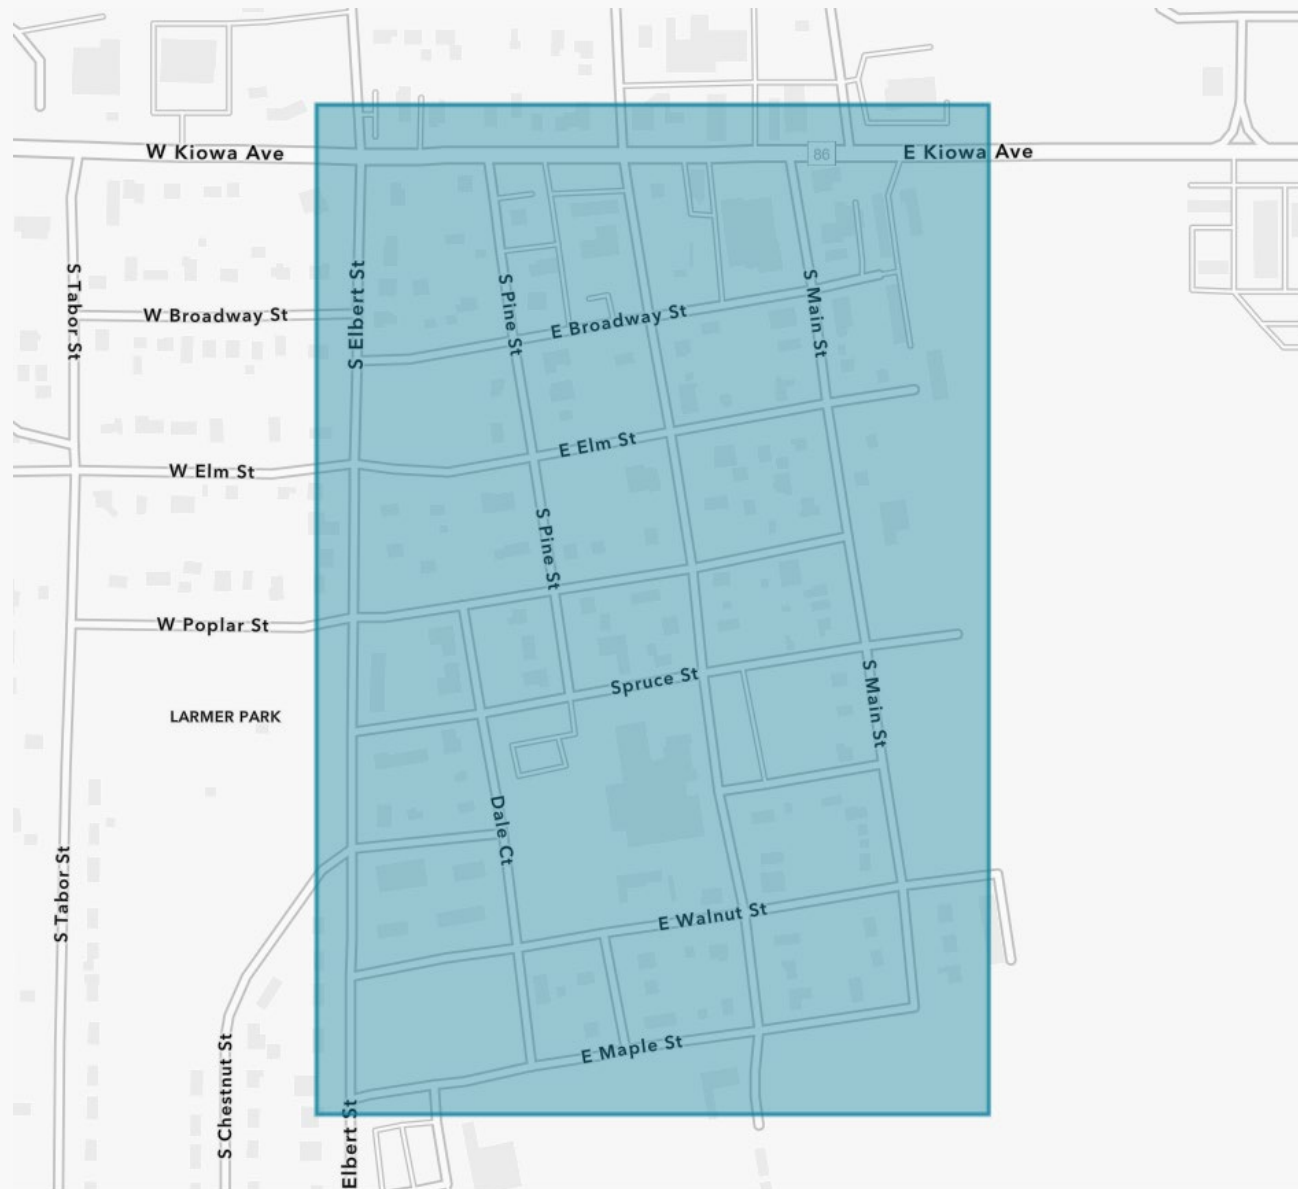 W Kiowa Ave
86
E Kiowa Ave
S Tabor St
S Elbert St
S Pine St
S Main St
W Broadway St
E Broadway St
E Elm St
W Elm St
S Pine St
W Poplar St
Spruce St
S Main St
LARMER PARK
Dale Ct
S Tabor St
E Walnut St
S Chestnut St
E Maple St
Elbert St